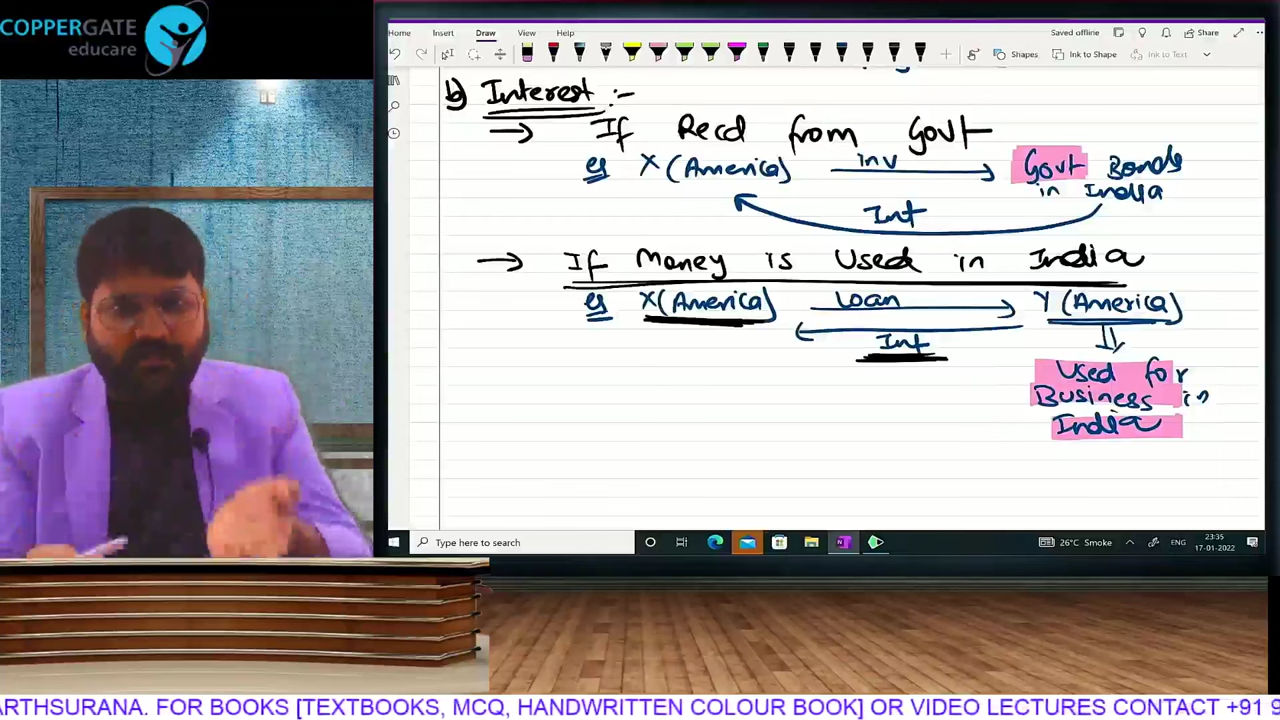 COPPERGATE
educare
Home Insert Draw View Help
Saved offline
Share
Shapes
Ink to Shape
Ink to Text
b) Interest :-
→ If Recd from Govt
eg X (America) inv → Govt Bonds
in India
Int
→ If Money is Used in India
eg X (America) Loan → Y (America)
Int
Used for
Business in
India
Type here to search
26°C Smoke
ENG
23:35
17-01-2022
ARTHSURANA. FOR BOOKS [TEXTBOOKS, MCQ, HANDWRITTEN COLOUR BOOK] OR VIDEO LECTURES CONTACT +91 9